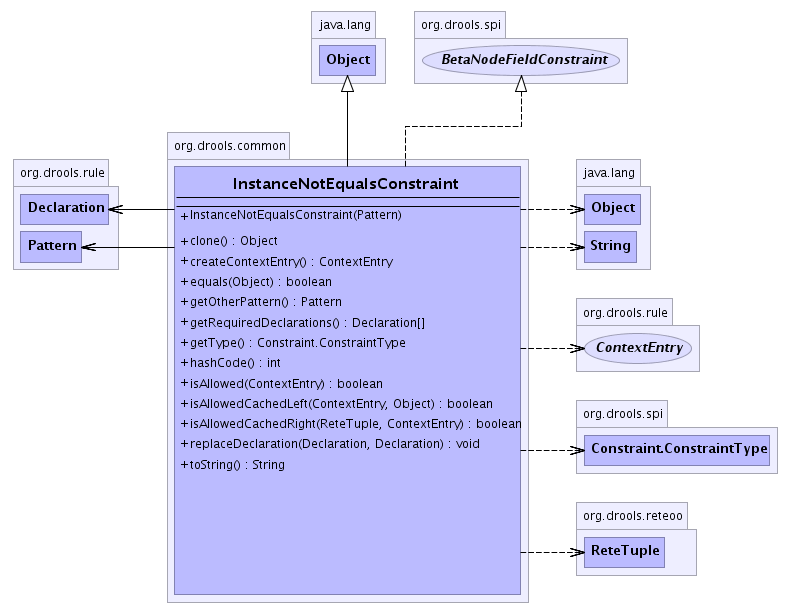 java.lang
Object
org.drools.spi
BetaNodeFieldConstraint
org.drools.rule
Declaration
Pattern
org.drools.common
InstanceNotEqualsConstraint
+InstanceNotEqualsConstraint(Pattern)
+clone() : Object
+createContextEntry() : ContextEntry
+equals(Object) : boolean
+getOtherPattern() : Pattern
+getRequiredDeclarations() : Declaration[]
+getType() : Constraint.ConstraintType
+hashCode() : int
+isAllowed(ContextEntry) : boolean
+isAllowedCachedLeft(ContextEntry, Object) : boolean
+isAllowedCachedRight(ReteTuple, ContextEntry) : boolean
+replaceDeclaration(Declaration, Declaration) : void
+toString() : String
java.lang
Object
String
org.drools.rule
ContextEntry
org.drools.spi
Constraint.ConstraintType
org.drools.reteoo
ReteTuple